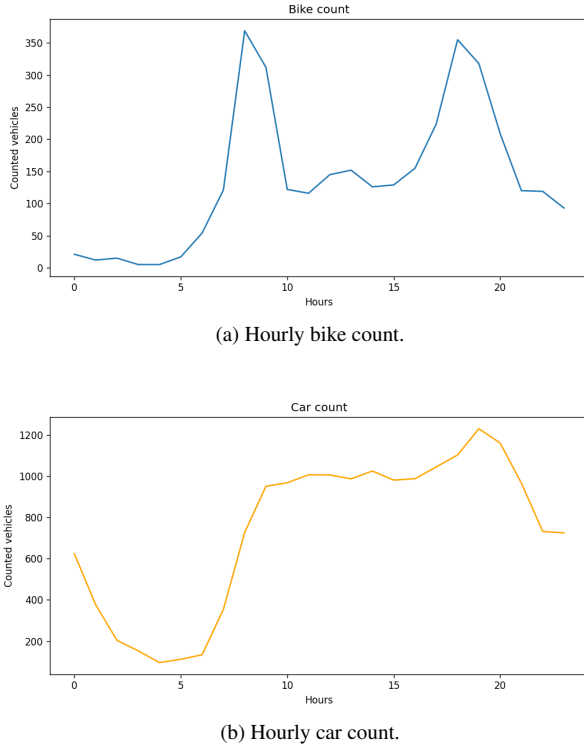 Bike count
350
300
250
200
150
100
50
0
Counted vehicles
0 5 10 15 20
Hours
(a) Hourly bike count.
Car count
1200
1000
800
600
400
200
Counted vehicles
0 5 10 15 20
Hours
(b) Hourly car count.